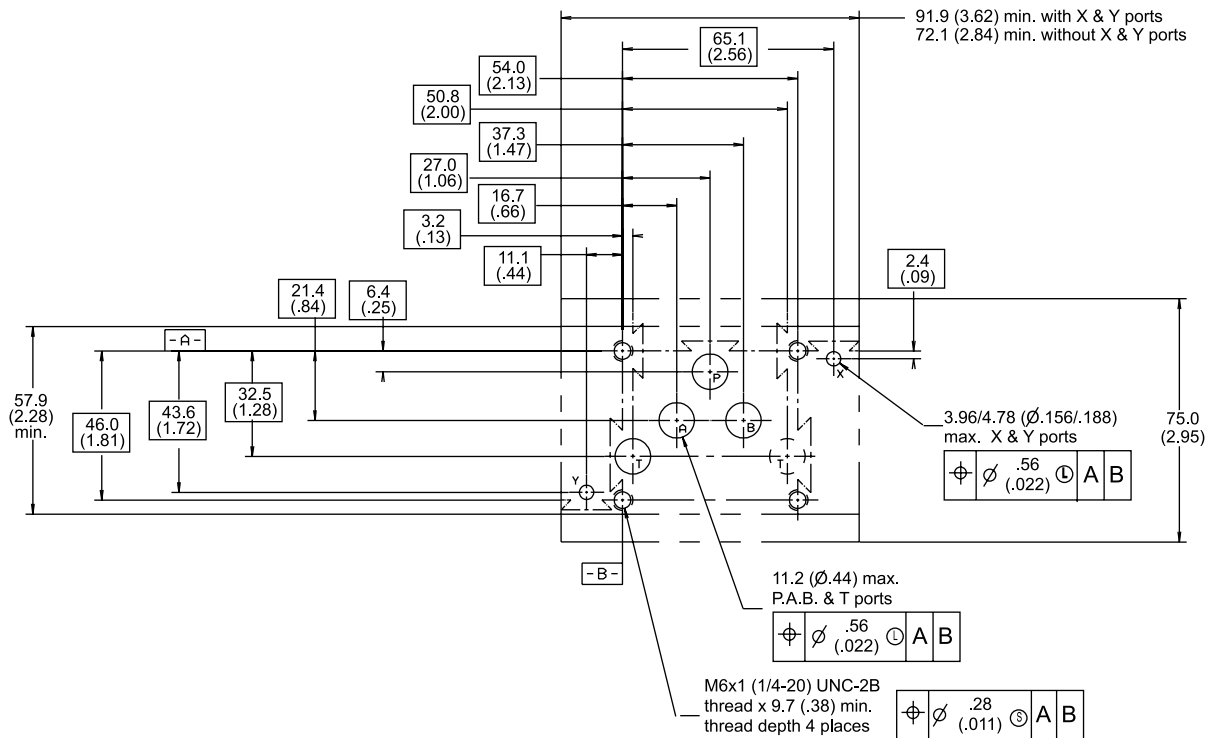 91.9 (3.62) min. with X & Y ports
72.1 (2.84) min. without X & Y ports
65.1
(2.56)
54.0
(2.13)
50.8
(2.00)
37.3
(1.47)
27.0
(1.06)
16.7
(.66)
3.2
(.13)
11.1
(.44)
2.4
(.09)
21.4
(.84)
6.4
(.25)
-A-
57.9
(2.28)
min.
46.0
(1.81)
43.6
(1.72)
32.5
(1.28)
P
X
A
B
T
T
Y
3.96/4.78 (Ø.156/.188)
max. X & Y ports
⌖ Ø .56 (.022) Ⓛ A B
75.0
(2.95)
-B-
11.2 (Ø.44) max.
P.A.B. & T ports
⌖ Ø .56 (.022) Ⓛ A B
M6x1 (1/4-20) UNC-2B
thread x 9.7 (.38) min.
thread depth 4 places
⌖ Ø .28 (.011) Ⓢ A B